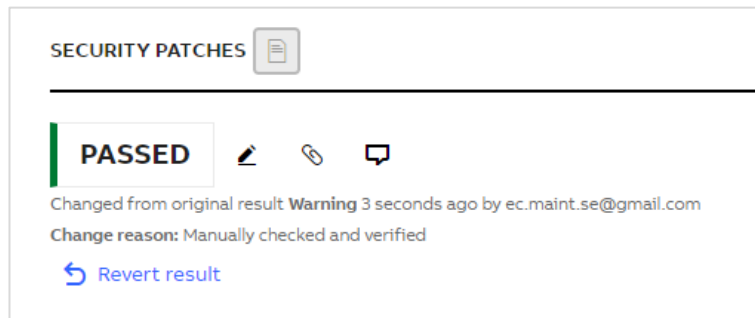 SECURITY PATCHES
PASSED
Changed from original result Warning 3 seconds ago by ec.maint.se@gmail.com
Change reason: Manually checked and verified
Revert result